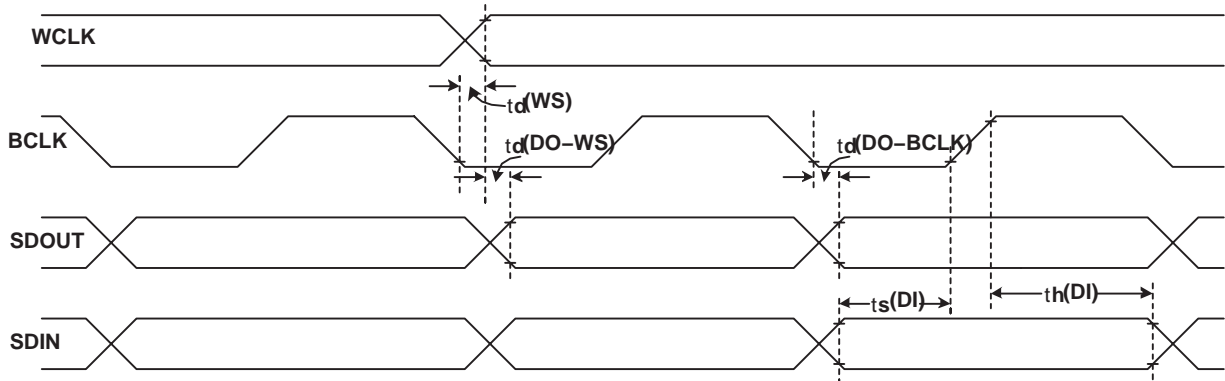 WCLK
td(WS)
BCLK
td(DO−WS)
td(DO−BCLK)
SDOUT
ts(DI)
th(DI)
SDIN